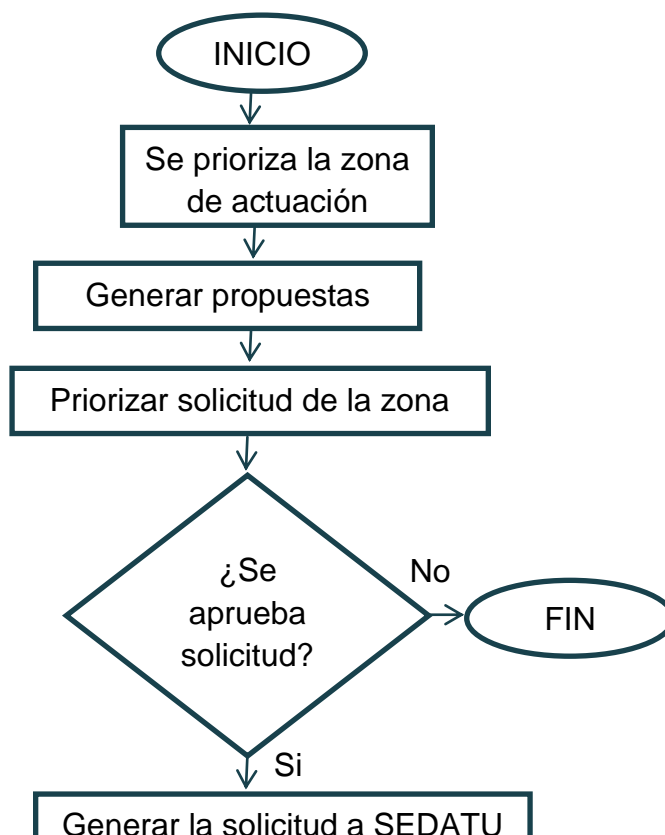 INICIO
Se prioriza la zona
de actuación
Generar propuestas
Priorizar solicitud de la zona
¿Se
aprueba
solicitud?
No
FIN
Si
Generar la solicitud a SEDATU